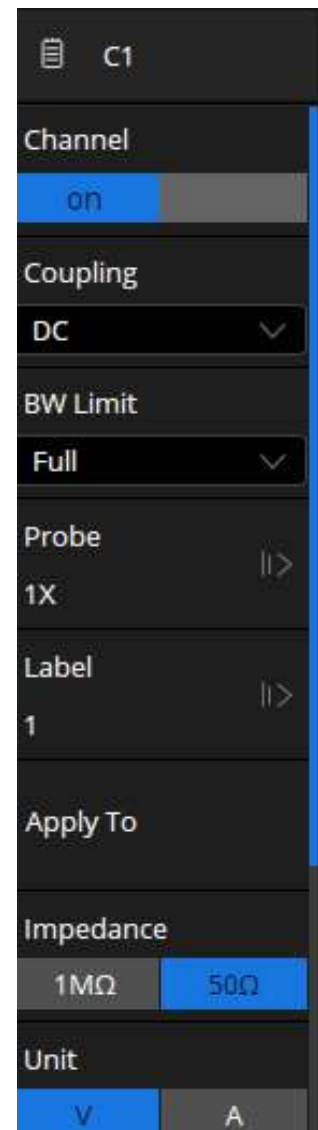 C1
Channel
on
Coupling
DC
BW Limit
Full
Probe
1X
Label
1
Apply To
Impedance
1MΩ 50Ω
Unit
V A